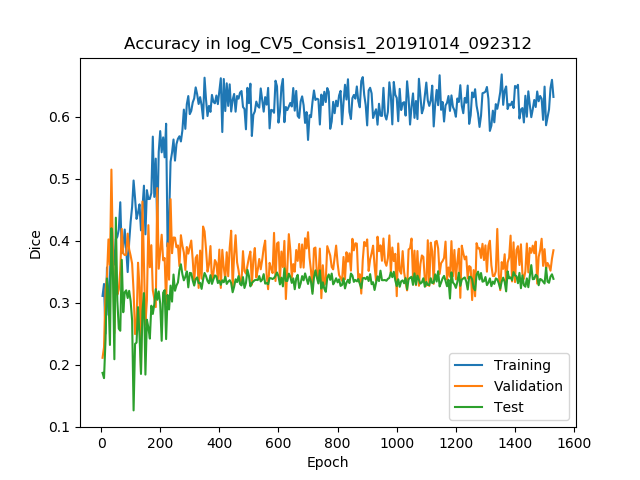 Accuracy in log_CV5_Consis1_20191014_092312
Dice
0.6
0.5
0.4
0.3
0.2
0.1
0 200 400 600 800 1000 1200 1400 1600
Epoch
Training
Validation
Test